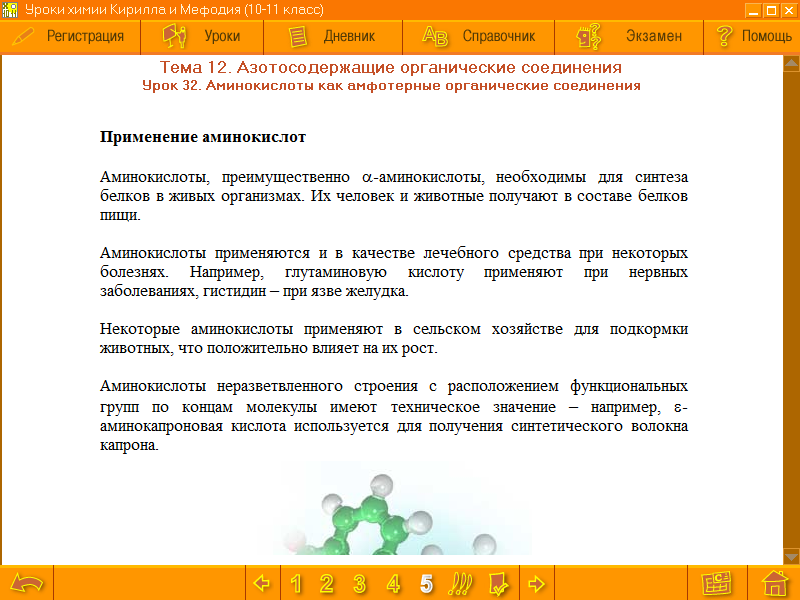 Уроки химии Кирилла и Мефодия (10-11 класс)
Регистрация Уроки Дневник АБ Справочник Экзамен ? Помощь
Тема 12. Азотосодержащие органические соединения
Урок 32. Аминокислоты как амфотерные органические соединения
Применение аминокислот
Аминокислоты, преимущественно α-аминокислоты, необходимы для синтеза
белков в живых организмах. Их человек и животные получают в составе белков
пищи.
Аминокислоты применяются и в качестве лечебного средства при некоторых
болезнях. Например, глутаминовую кислоту применяют при нервных
заболеваниях, гистидин – при язве желудка.
Некоторые аминокислоты применяют в сельском хозяйстве для подкормки
животных, что положительно влияет на их рост.
Аминокислоты неразветвленного строения с расположением функциональных
групп по концам молекулы имеют техническое значение – например, ε-
аминокапроновая кислота используется для получения синтетического волокна
капрона.
1 2 3 4 5 !!!